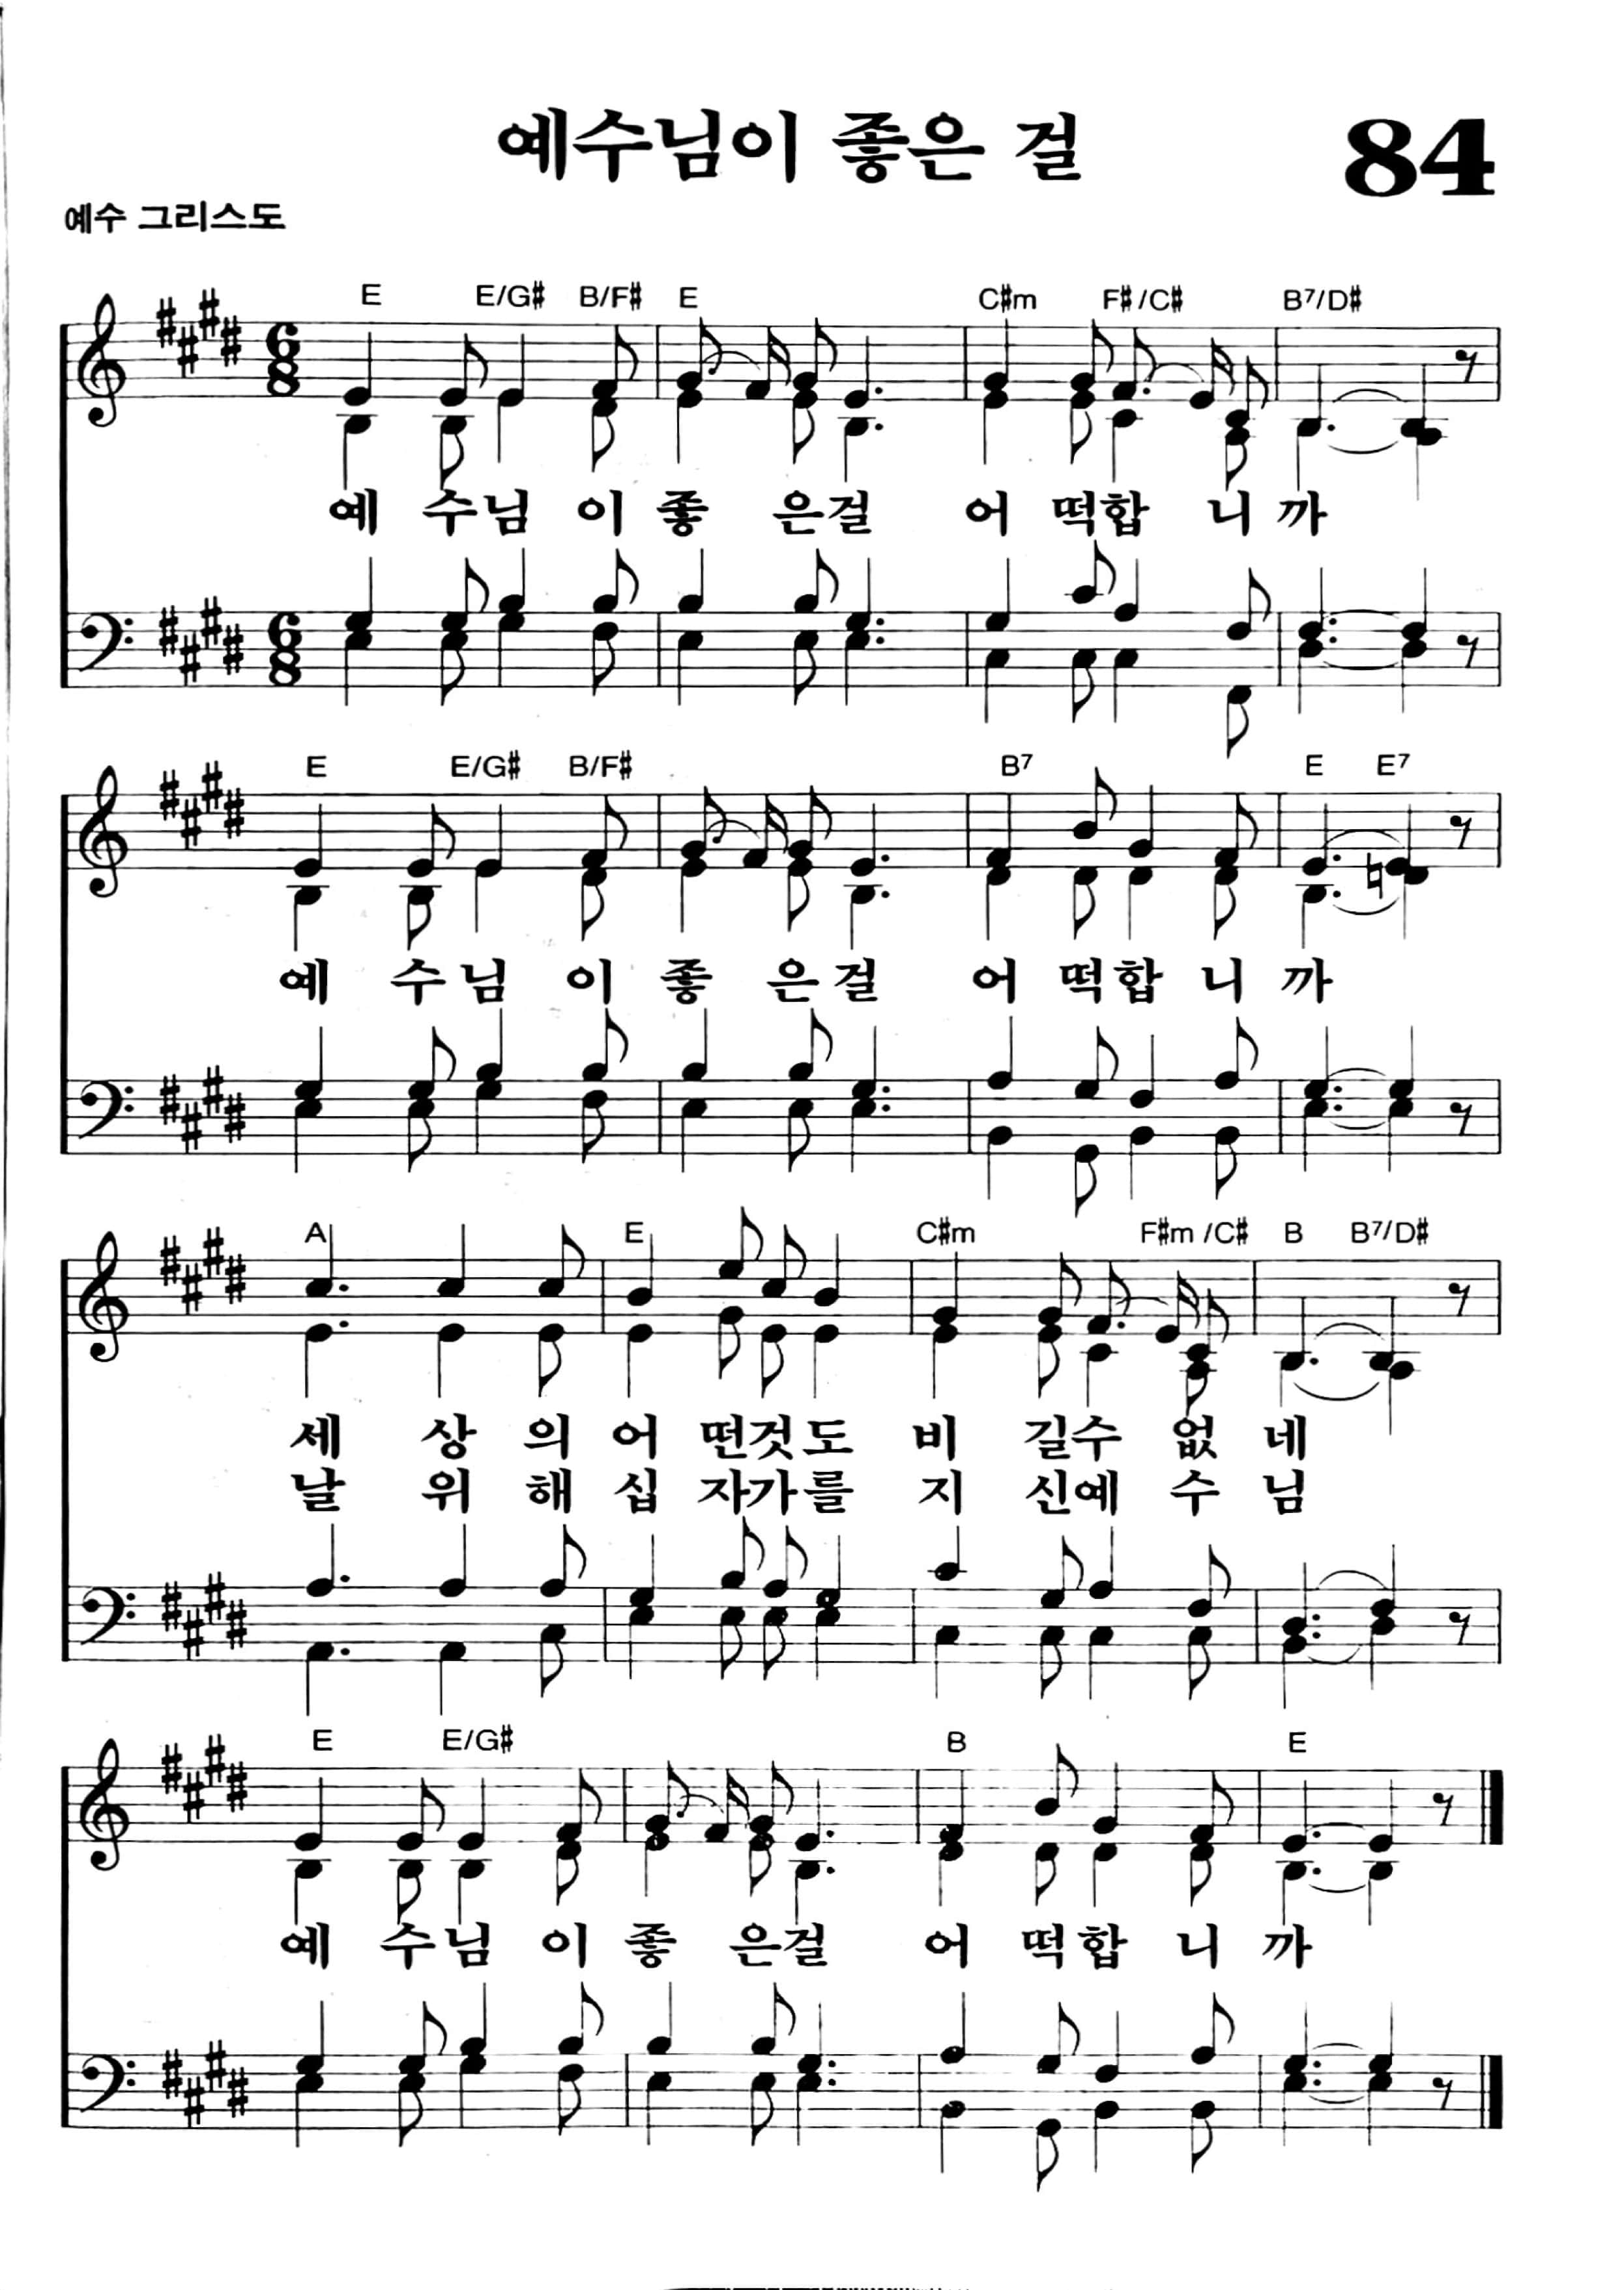 예수님이 좋은 걸
84
예수 그리스도
E E/G# B/F# E C#m F#/C# B7/D#
예 수님 이 좋 은걸 어 떡합 니 까
E E/G# B/F# B7 E E7
예 수님 이 좋 은걸 어 떡합 니 까
A E C#m F#m/C# B B7/D#
세 상 의 어 떤것도 비 길수 없 네
날 위 해 십 자가를 지 신예 수 님
E E/G# B E
예 수님 이 좋 은걸 어 떡합 니 까